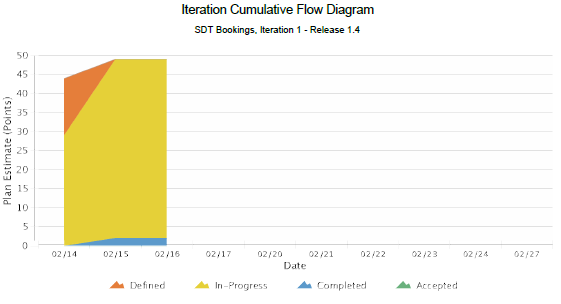 Iteration Cumulative Flow Diagram
SDT Bookings, Iteration 1 - Release 1.4
Plan Estimate (Points)
50
45
40
35
30
25
20
15
10
5
0
02/14 02/15 02/16 02/17 02/20 02/21 02/22 02/23 02/24 02/27
Date
Defined In-Progress Completed Accepted